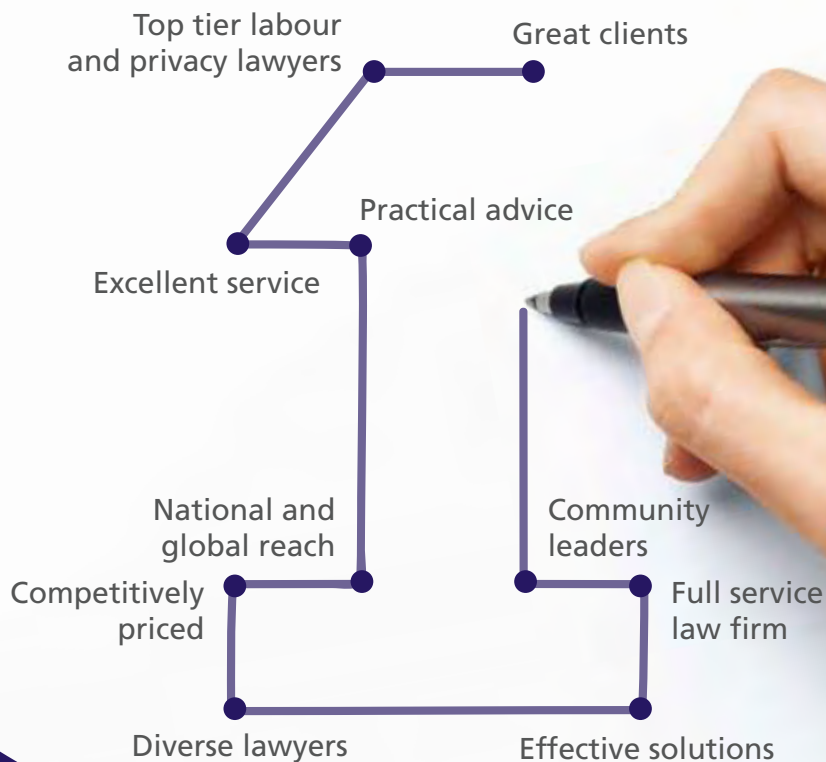 Top tier labour
and privacy lawyers
Great clients
Practical advice
Excellent service
National and
global reach
Community
leaders
Competitively
priced
Full service
law firm
Diverse lawyers
Effective solutions